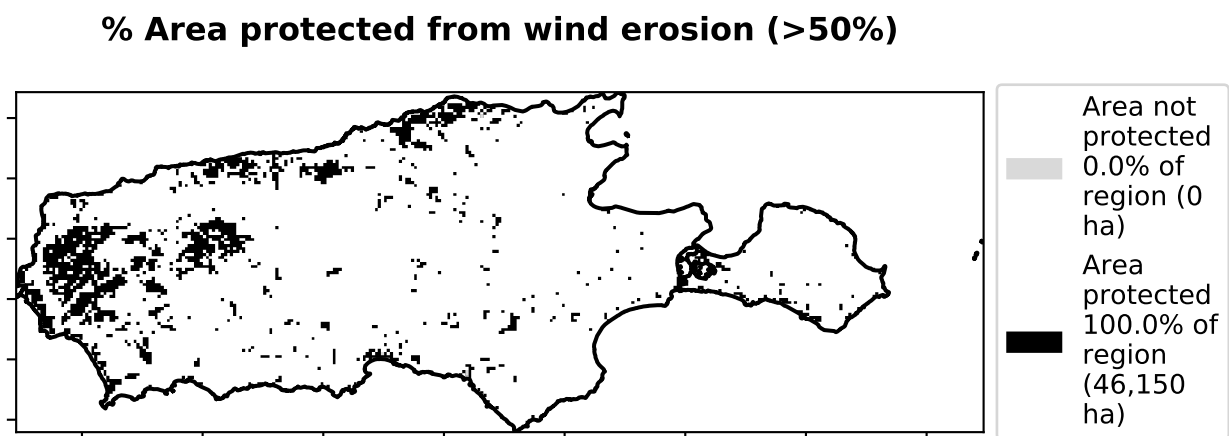 % Area protected from wind erosion (>50%)
Area not
protected
0.0% of
region (0
ha)
Area
protected
100.0% of
region
(46,150
ha)